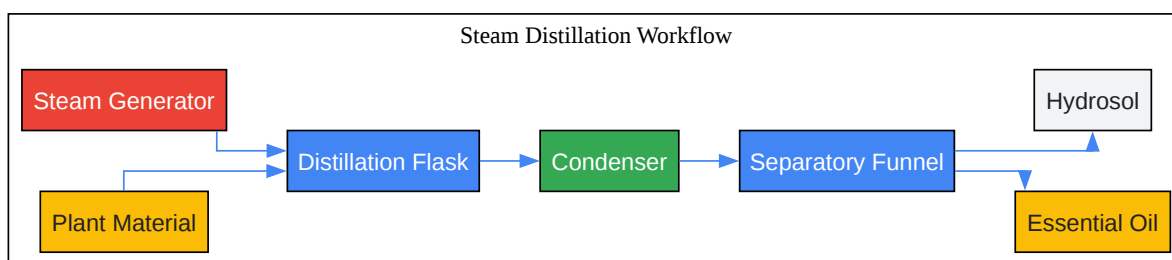 Steam Distillation Workflow
Steam Generator
Plant Material
Distillation Flask
Condenser
Separatory Funnel
Hydrosol
Essential Oil